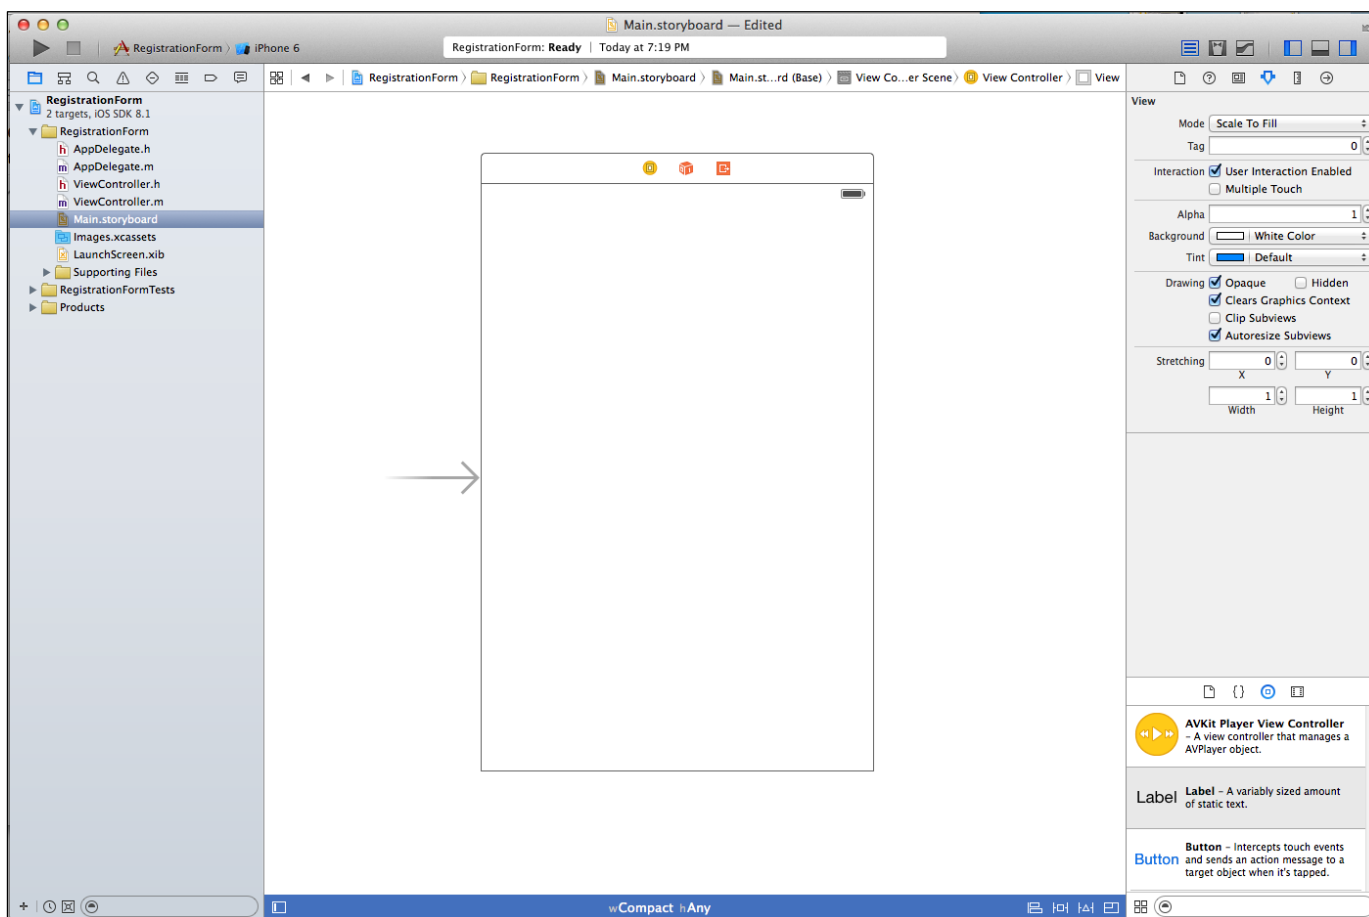 Main.storyboard — Edited
RegistrationForm 〉 iPhone 6
RegistrationForm: Ready | Today at 7:19 PM
RegistrationForm 〉 RegistrationForm 〉 Main.storyboard 〉 Main.st...rd (Base) 〉 View Co...er Scene 〉 View Controller 〉 View
RegistrationForm
2 targets, iOS SDK 8.1
RegistrationForm
h AppDelegate.h
m AppDelegate.m
h ViewController.h
m ViewController.m
Main.storyboard
Images.xcassets
LaunchScreen.xib
Supporting Files
RegistrationFormTests
Products
View
Mode Scale To Fill
Tag 0
Interaction User Interaction Enabled
Multiple Touch
Alpha 1
Background White Color
Tint Default
Drawing Opaque Hidden
Clears Graphics Context
Clip Subviews
Autoresize Subviews
Stretching 0 0
X Y
1 1
Width Height
AVKit Player View Controller
– A view controller that manages a
AVPlayer object.
Label Label – A variably sized amount
of static text.
Button Button – Intercepts touch events
and sends an action message to a
target object when it's tapped.
wCompact hAny